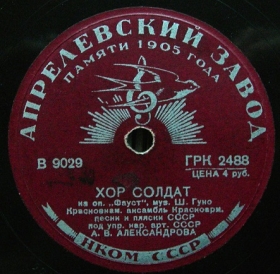 АПРЕЛЕВСКИЙ ЗАВОД
ПАМЯТИ 1905 ГОДА
В 9029
ГРК 2488
ЦЕНА 4 руб.
ХОР СОЛДАТ
из оп. „Фауст", муз. Ш. Гуно
Краснознам. ансамбль Красноарм.
песни и пляски СССР
под упр. нар. арт. СССР
А. В. АЛЕКСАНДРОВА
НКОМ СССР